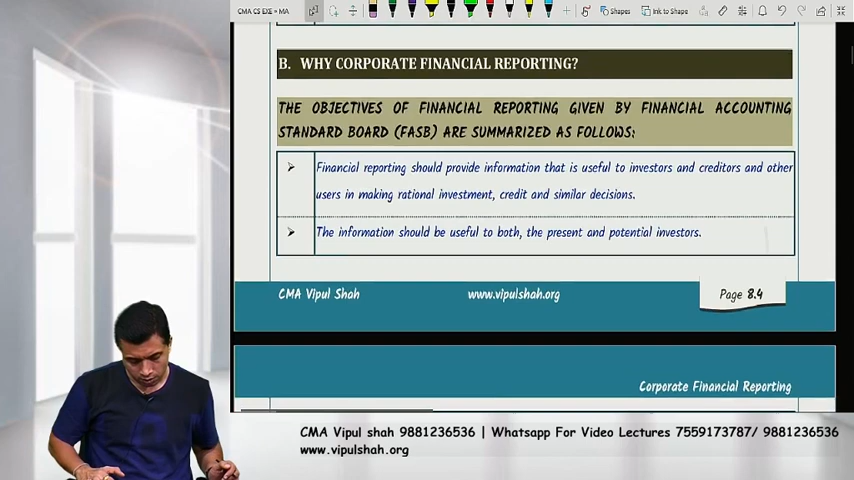 CMA CS EXE = MA
Shapes
Ink to Shape
B. WHY CORPORATE FINANCIAL REPORTING?
THE OBJECTIVES OF FINANCIAL REPORTING GIVEN BY FINANCIAL ACCOUNTING
STANDARD BOARD (FASB) ARE SUMMARIZED AS FOLLOWS:
Financial reporting should provide information that is useful to investors and creditors and other
users in making rational investment, credit and similar decisions.
The information should be useful to both, the present and potential investors.
CMA Vipul Shah
www.vipulshah.org
Page 8.4
Corporate Financial Reporting
CMA Vipul shah 9881236536 | Whatsapp For Video Lectures 7559173787/ 9881236536
www.vipulshah.org